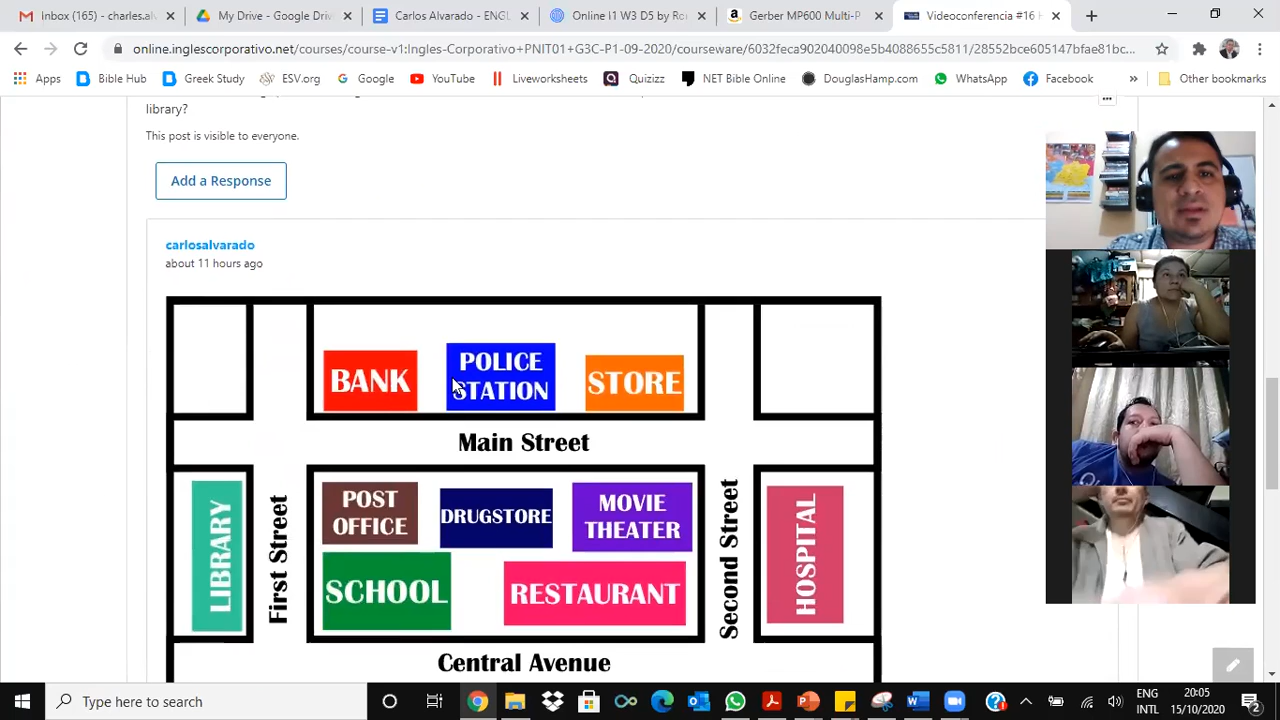 Inbox (165) - charles.alv
My Drive - Google Driv
Carlos Alvarado - ENGL
Online I1 W3 D5 by Ro
Gerber MP600 Multi-P
Videoconferencia #16 H
online.inglescorporativo.net/courses/course-v1:Ingles-Corporativo+PNIT01+G3C-P1-09-2020/courseware/6032feca902040098e5b4088655c5811/28552bce605147bfae81bc...
Apps
Bible Hub
Greek Study
ESV.org
Google
YouTube
Liveworksheets
Quizizz
NET Bible Online
DouglasHamp.com
WhatsApp
Facebook
»
Other bookmarks
library?
This post is visible to everyone.
Add a Response
carlosalvarado
about 11 hours ago
BANK
POLICE
STATION
STORE
Main Street
LIBRARY
First Street
POST
OFFICE
DRUGSTORE
MOVIE
THEATER
Second Street
HOSPITAL
SCHOOL
RESTAURANT
Central Avenue
Type here to search
ENG
INTL
20:05
15/10/2020
2